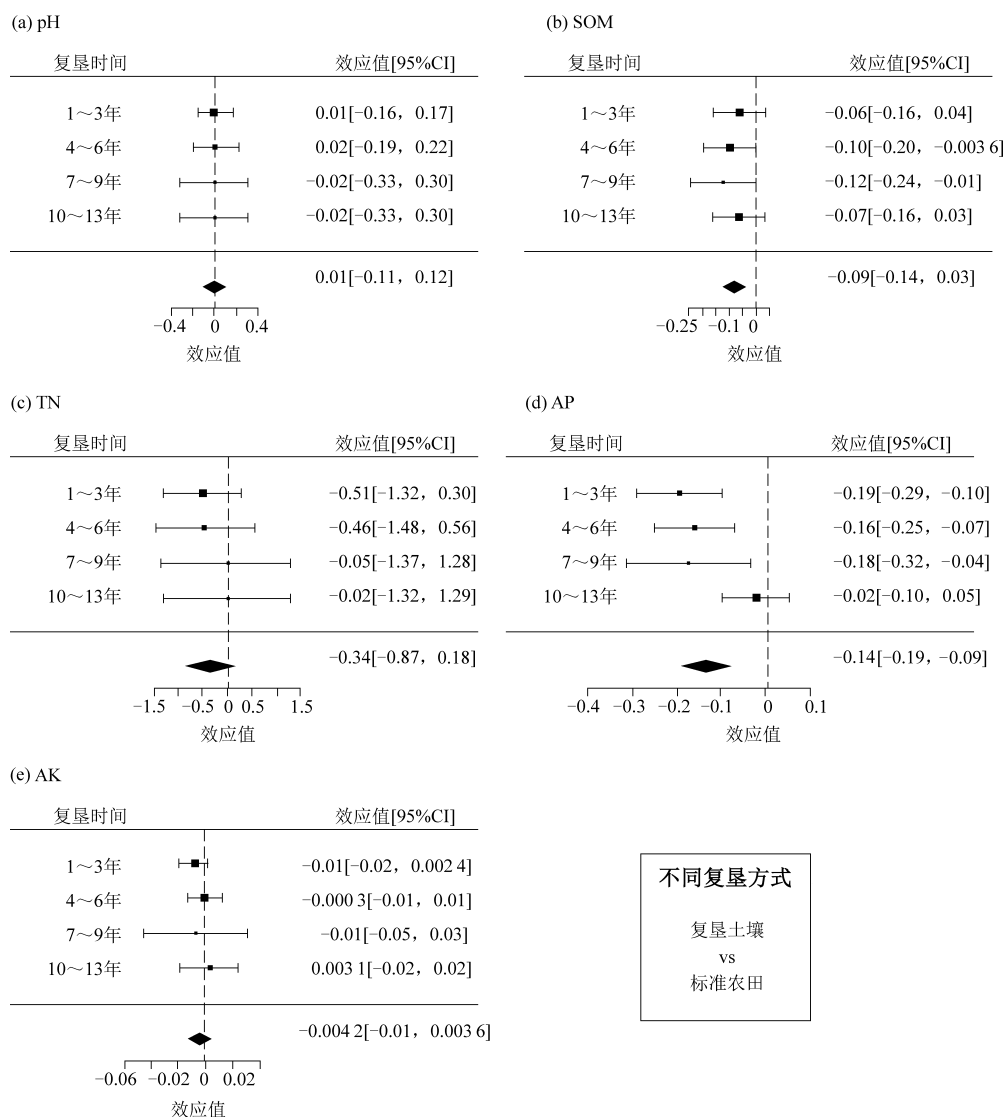 (a) pH
复垦时间 效应值[95%CI]
1～3年 0.01[−0.16，0.17]
4～6年 0.02[−0.19，0.22]
7～9年 −0.02[−0.33，0.30]
10～13年 −0.02[−0.33，0.30]
0.01[−0.11，0.12]
−0.4 0 0.4
效应值
(b) SOM
复垦时间 效应值[95%CI]
1～3年 −0.06[−0.16，0.04]
4～6年 −0.10[−0.20，−0.003 6]
7～9年 −0.12[−0.24，−0.01]
10～13年 −0.07[−0.16，0.03]
−0.09[−0.14，0.03]
−0.25 −0.1 0
效应值
(c) TN
复垦时间 效应值[95%CI]
1～3年 −0.51[−1.32，0.30]
4～6年 −0.46[−1.48，0.56]
7～9年 −0.05[−1.37，1.28]
10～13年 −0.02[−1.32，1.29]
−0.34[−0.87，0.18]
−1.5 −0.5 0 0.5 1.5
效应值
(d) AP
复垦时间 效应值[95%CI]
1～3年 −0.19[−0.29，−0.10]
4～6年 −0.16[−0.25，−0.07]
7～9年 −0.18[−0.32，−0.04]
10～13年 −0.02[−0.10，0.05]
−0.14[−0.19，−0.09]
−0.4 −0.3 −0.2 −0.1 0 0.1
效应值
(e) AK
复垦时间 效应值[95%CI]
1～3年 −0.01[−0.02，0.002 4]
4～6年 −0.000 3[−0.01，0.01]
7～9年 −0.01[−0.05，0.03]
10～13年 0.003 1[−0.02，0.02]
−0.004 2[−0.01，0.003 6]
−0.06 −0.02 0 0.02
效应值
不同复垦方式
复垦土壤
vs
标准农田